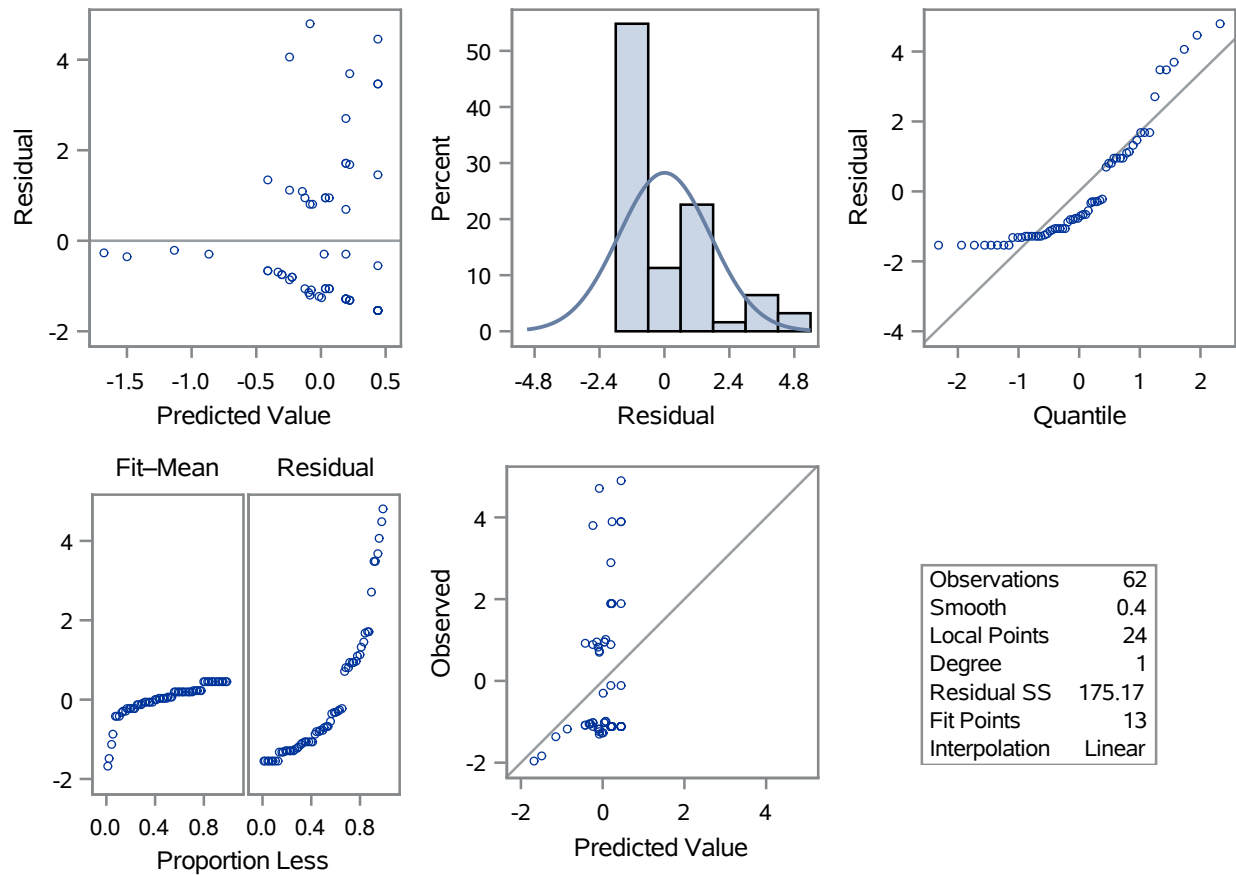 4
2
0
-2
Residual
-1.5 -1.0 -0.5 0.0 0.5
Predicted Value
50
40
30
20
10
0
Percent
-4.8 -2.4 0 2.4 4.8
Residual
4
2
0
-2
-4
Residual
-2 -1 0 1 2
Quantile
Fit–Mean Residual
4
2
0
-2
0.0 0.4 0.8 0.0 0.4 0.8
Proportion Less
4
2
0
-2
Observed
-2 0 2 4
Predicted Value
Observations 62
Smooth 0.4
Local Points 24
Degree 1
Residual SS 175.17
Fit Points 13
Interpolation Linear